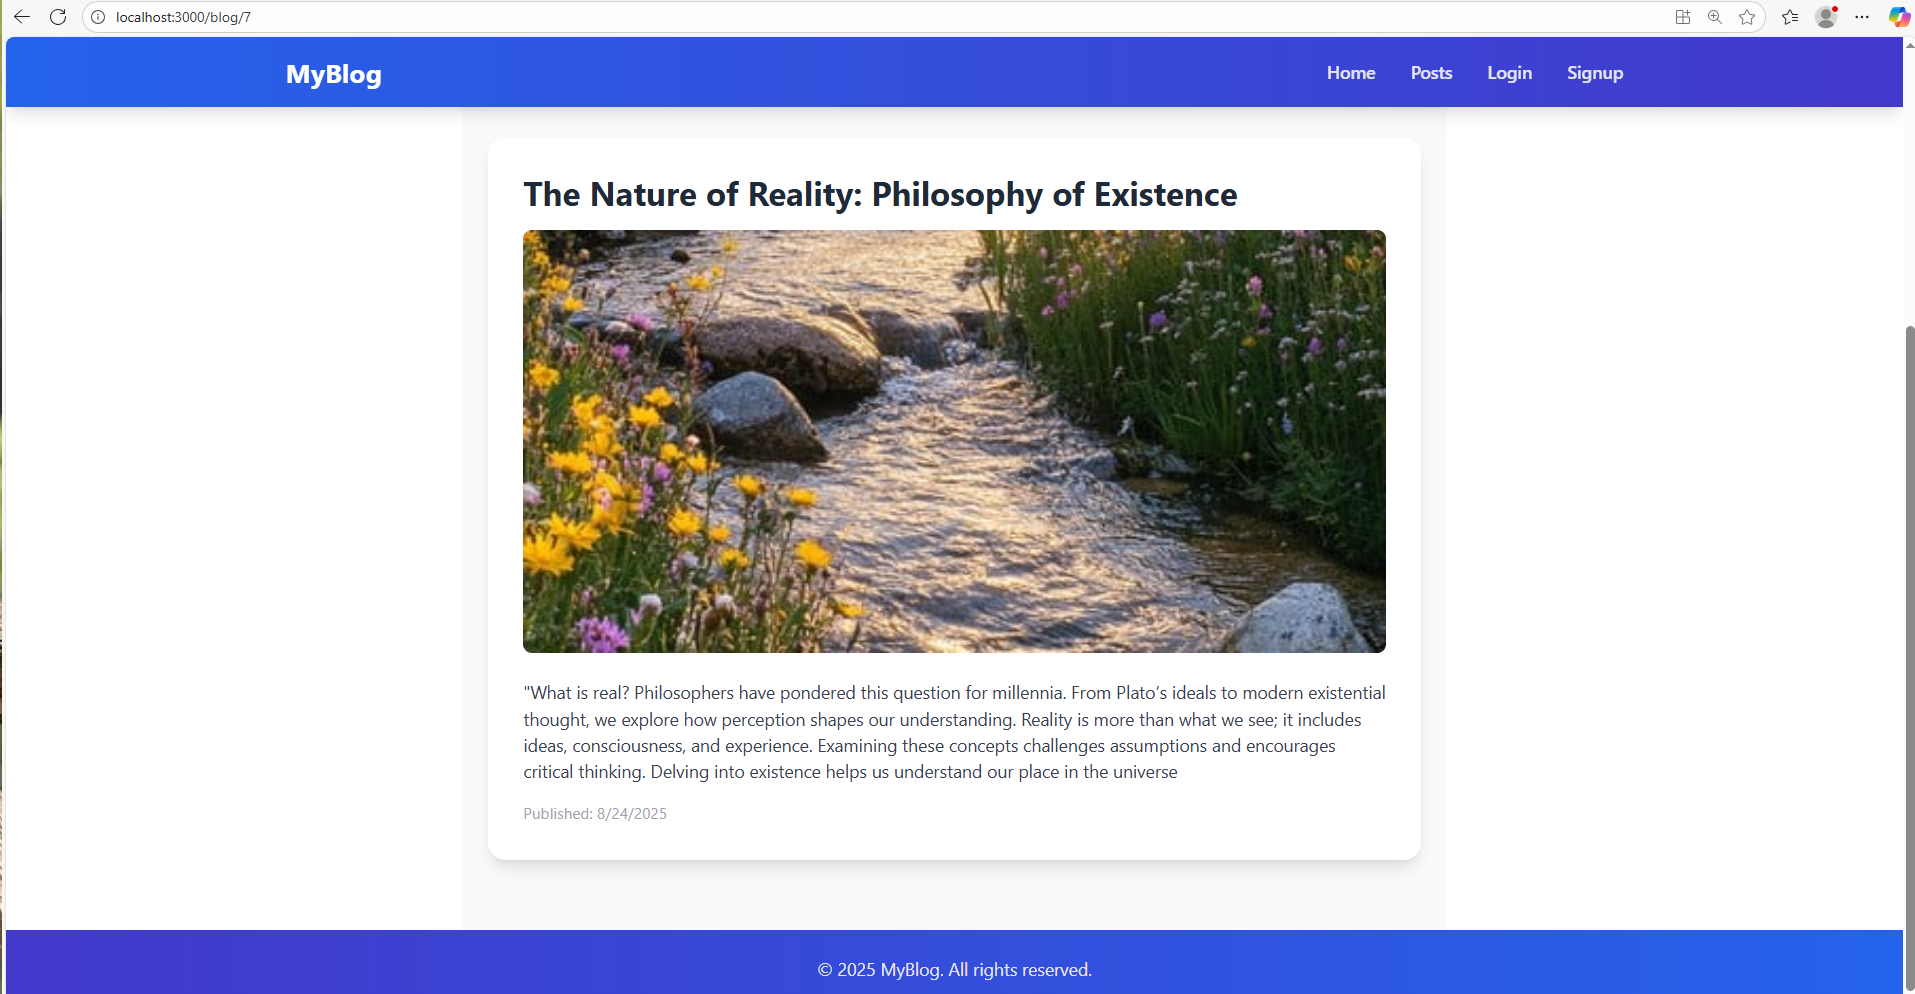 localhost:3000/blog/7
MyBlog
Home Posts Login Signup
The Nature of Reality: Philosophy of Existence
"What is real? Philosophers have pondered this question for millennia. From Plato’s ideals to modern existential
thought, we explore how perception shapes our understanding. Reality is more than what we see; it includes
ideas, consciousness, and experience. Examining these concepts challenges assumptions and encourages
critical thinking. Delving into existence helps us understand our place in the universe
Published: 8/24/2025
© 2025 MyBlog. All rights reserved.